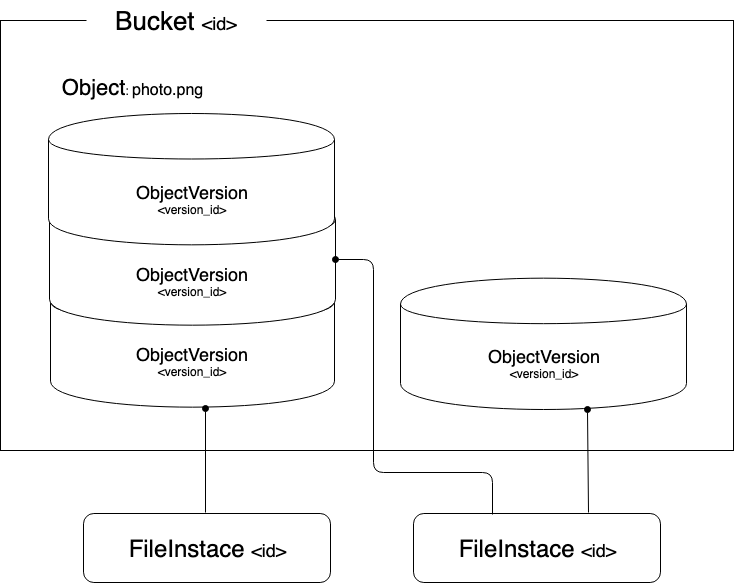 Bucket <id>
Object: photo.png
ObjectVersion
<version_id>
ObjectVersion
<version_id>
ObjectVersion
<version_id>
ObjectVersion
<version_id>
FileInstace <id>
FileInstace <id>